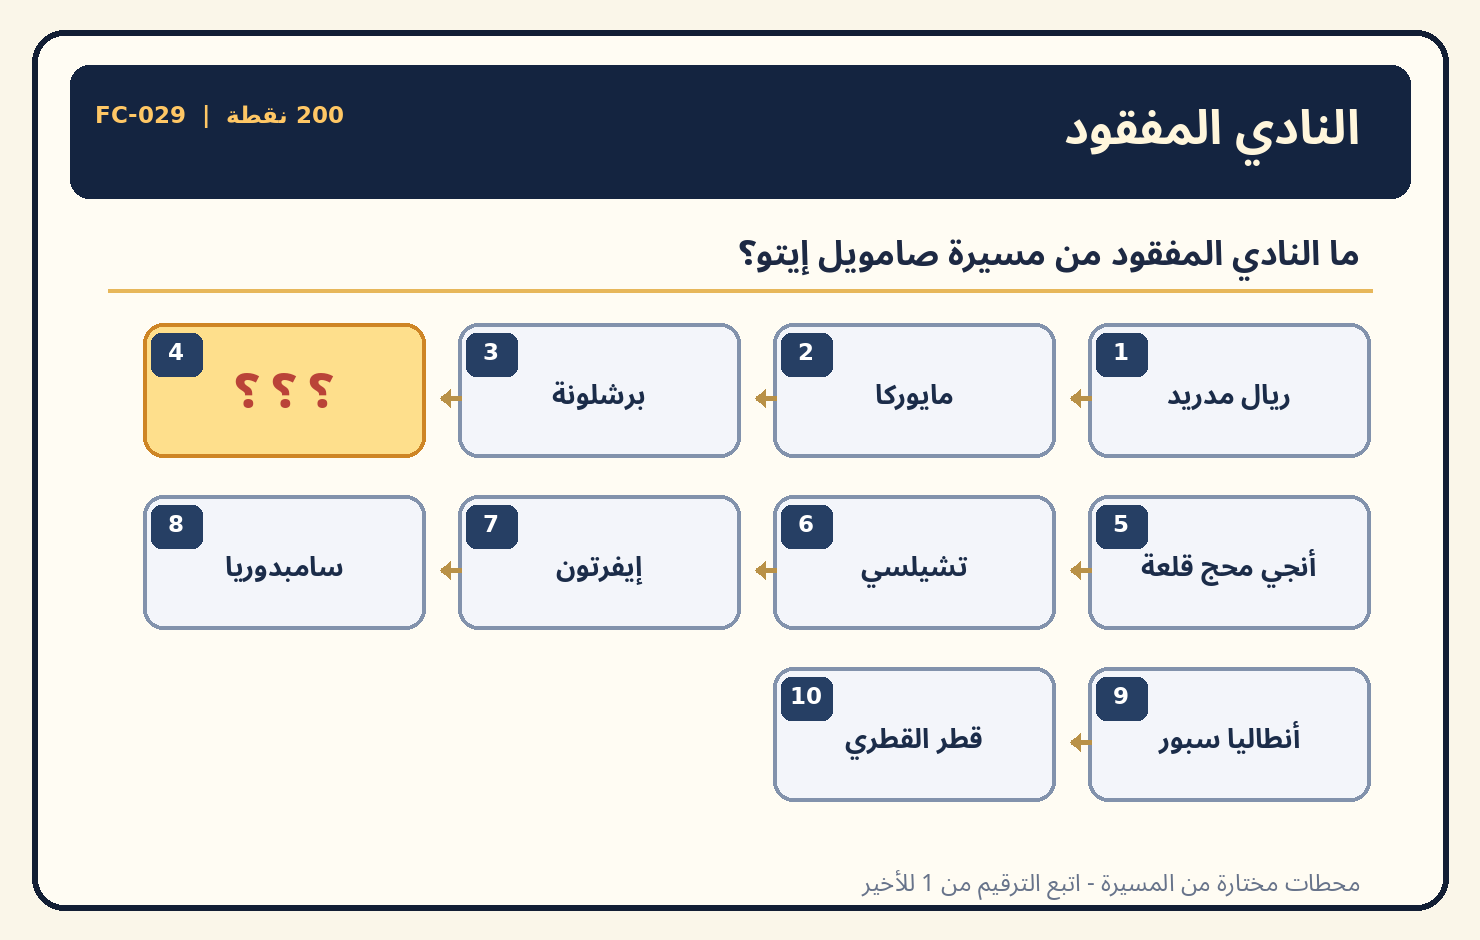 النادي المفقود
200 نقطة | FC-029
ما النادي المفقود من مسيرة صامويل إيتو؟
1
ريال مدريد
2
مايوركا
3
برشلونة
4
؟ ؟ ؟
5
أنجي محج قلعة
6
تشيلسي
7
إيفرتون
8
سامبدوريا
9
أنطاليا سبور
10
قطر القطري
محطات مختارة من المسيرة - اتبع الترقيم من 1 للأخير